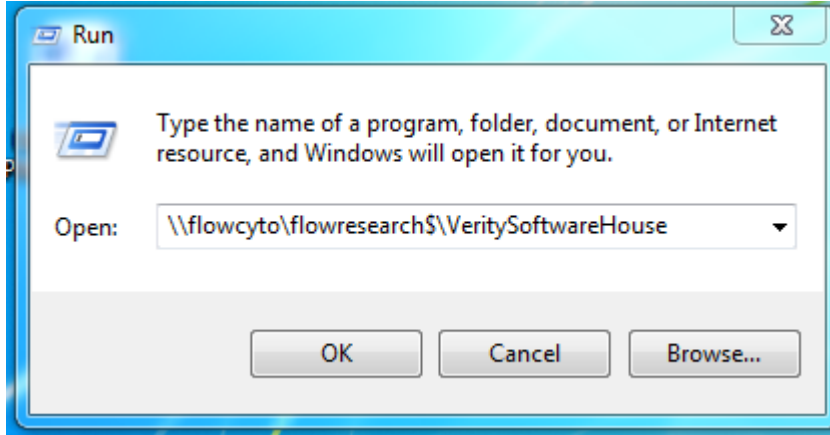 Run
Type the name of a program, folder, document, or Internet
resource, and Windows will open it for you.
Open: \\flowcyto\flowresearch$\VeritySoftwareHouse
OK Cancel Browse...